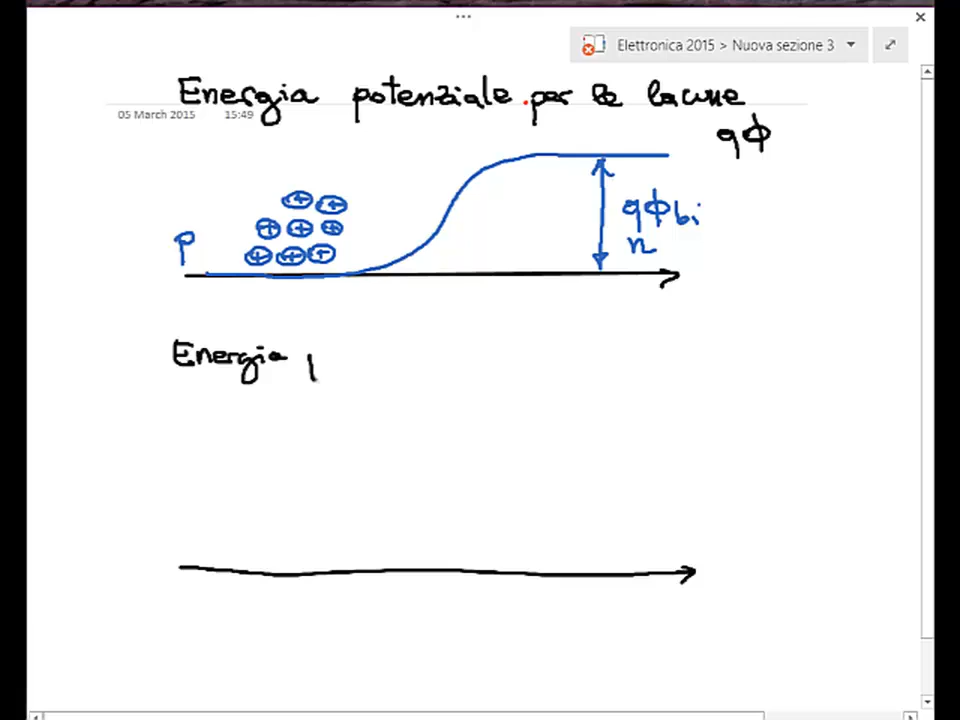 Elettronica 2015 > Nuova sezione 3
Energia potenziale per le lacune
05 March 2015 15:49
qΦ
+ +
+ + +
+ + +
qΦbi
p
n
Energia p